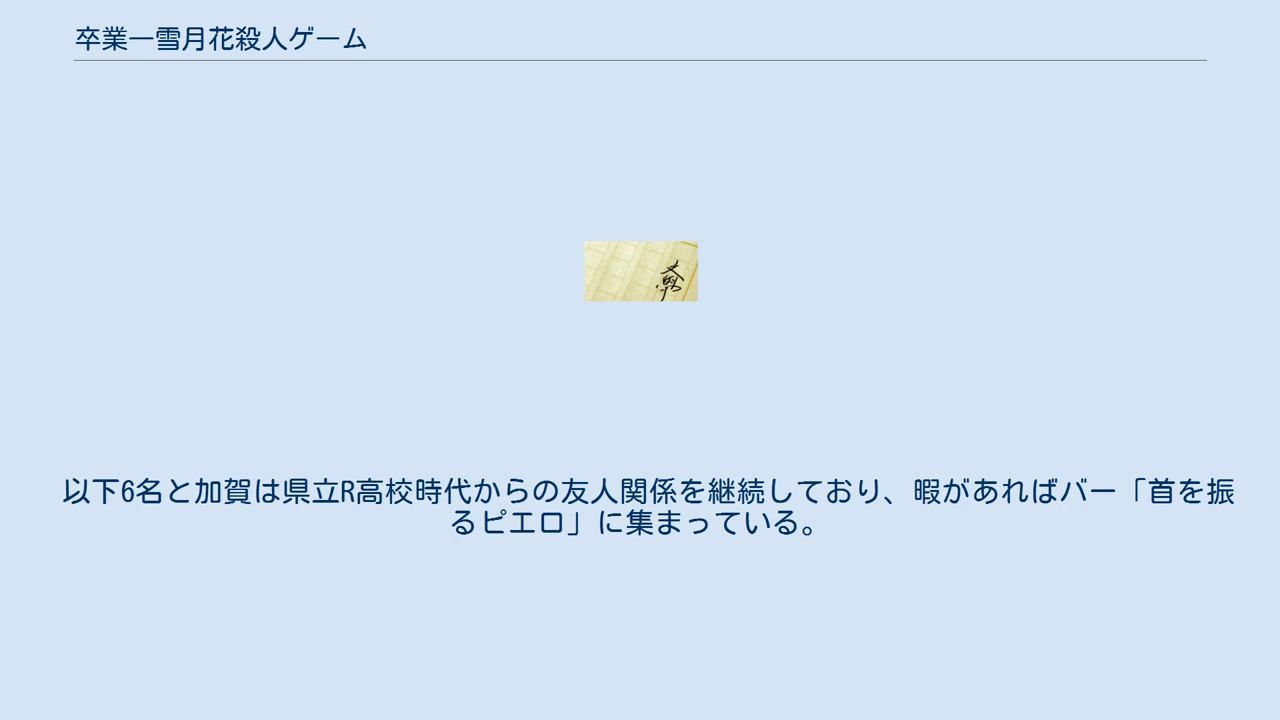 卒業―雪月花殺人ゲーム
以下6名と加賀は県立R高校時代からの友人関係を継続しており、暇があればバー「首を振
るピエロ」に集まっている。